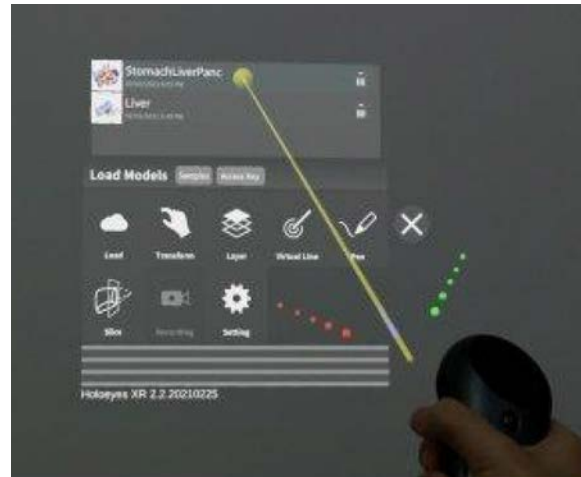 StomachLiverPanc
Liver
Load Models Samples Access Key
Load Transform Layer Virtual Line Pen
Slice Recording Setting
Holoeyes XR 2.2 20210225